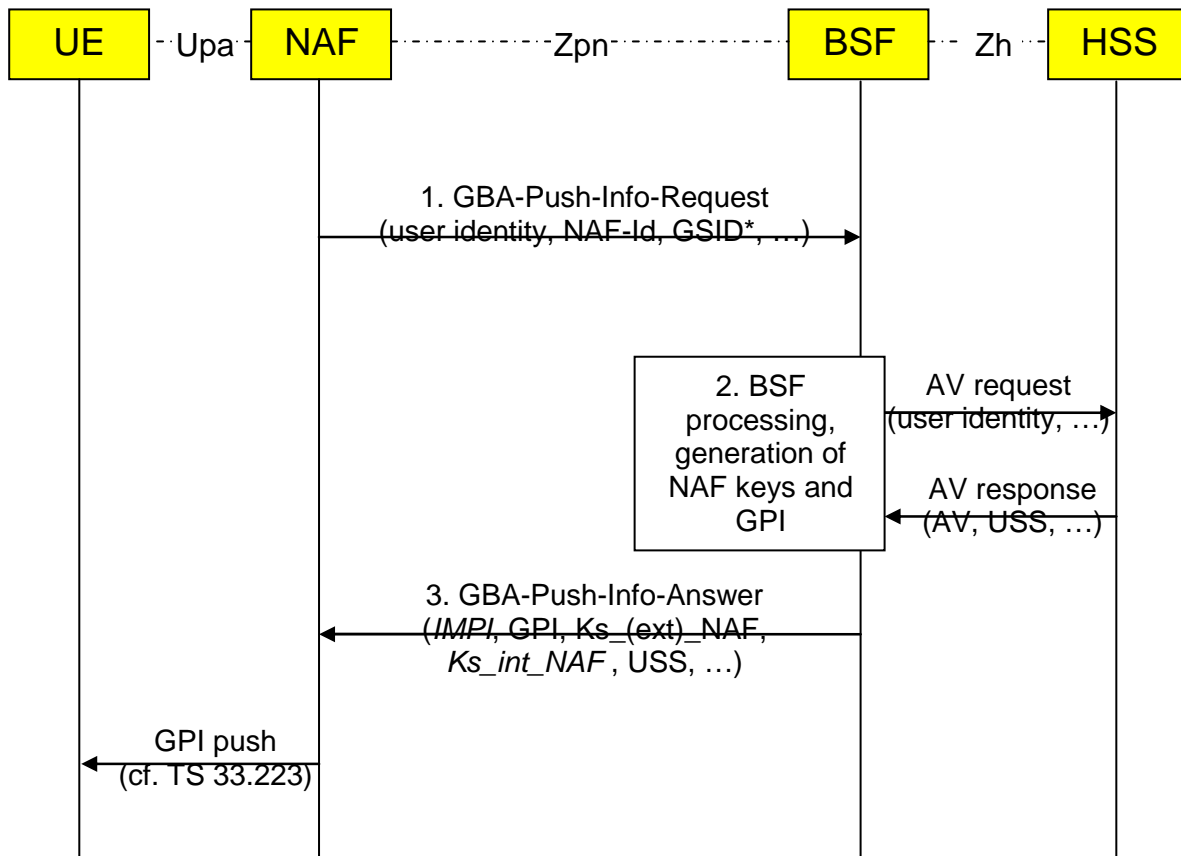 UE Upa NAF Zpn BSF Zh HSS
1. GBA-Push-Info-Request
(user identity, NAF-Id, GSID*, …)
2. BSF
processing,
generation of
NAF keys and
GPI
AV request
(user identity, …)
AV response
(AV, USS, …)
3. GBA-Push-Info-Answer
(IMPI, GPI, Ks_(ext)_NAF,
Ks_int_NAF , USS, …)
GPI push
(cf. TS 33.223)